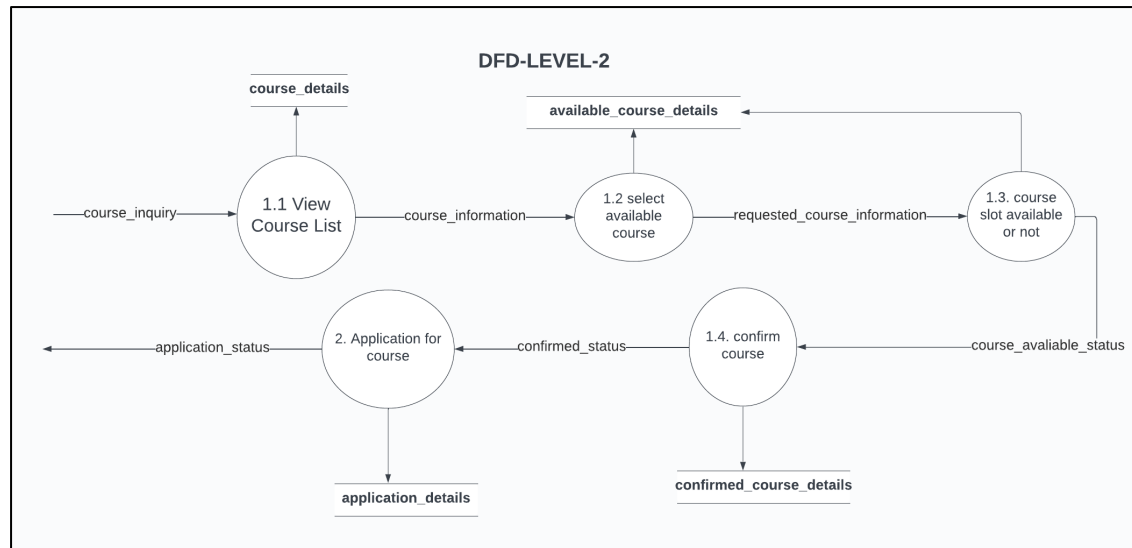 DFD-LEVEL-2
course_details
available_course_details
course_inquiry
1.1 View
Course List
course_information
1.2 select
available
course
requested_course_information
1.3. course
slot available
or not
application_status
2. Application for
course
confirmed_status
1.4. confirm
course
course_avaliable_status
application_details
confirmed_course_details